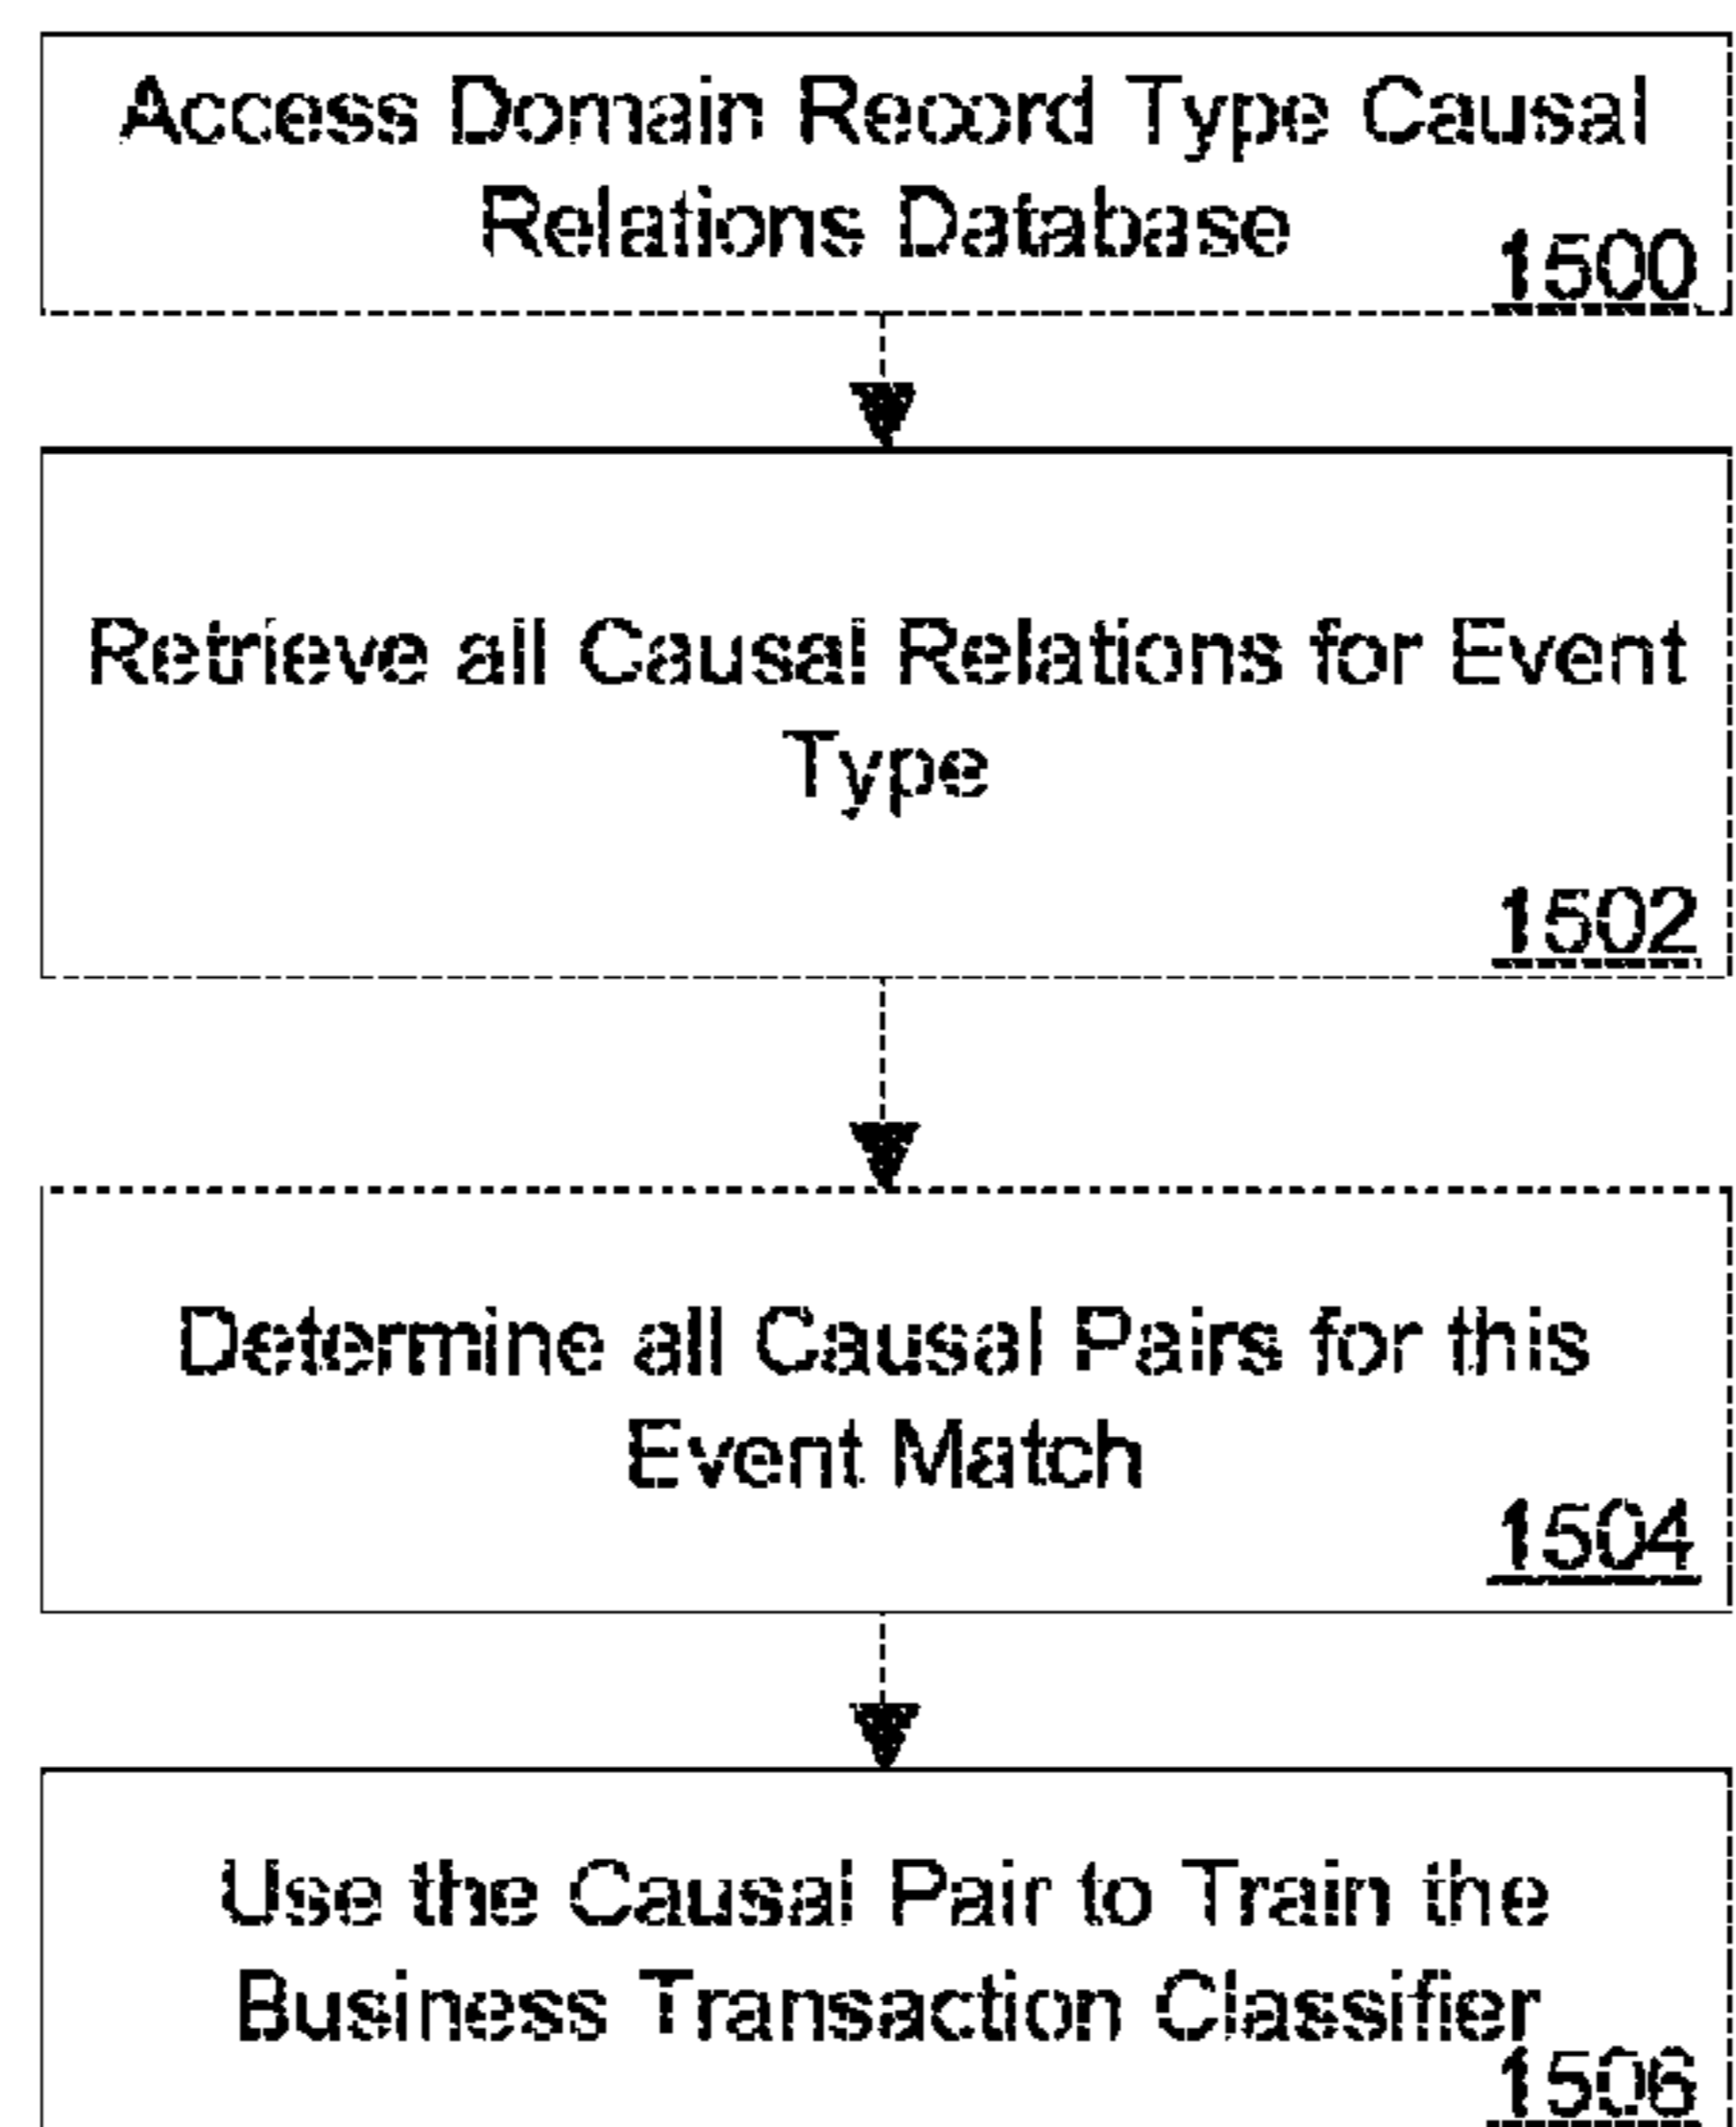 Access Domain Record Type Causal
Relations Database
1500
Retrieve all Causal Relations for Event
Type
1502
Determine all Causal Pairs for this
Event Match
1504
Use the Causal Pair to Train the
Business Transaction Classifier
1506